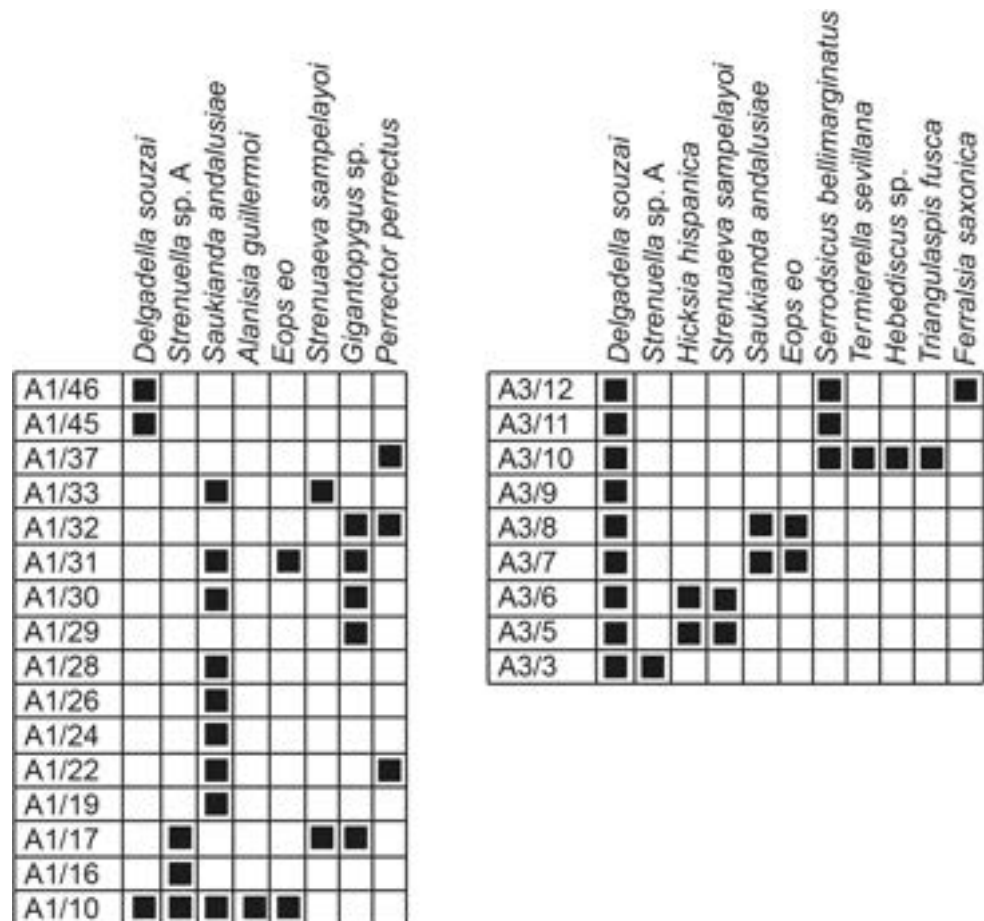 Delgadella souzai
Strenuella sp. A
Saukianda andalusiae
Alanisia guillermoi
Eops eo
Strenuaeva sampelayoi
Gigantopygus sp.
Perrector perrectus
A1/46
A1/45
A1/37
A1/33
A1/32
A1/31
A1/30
A1/29
A1/28
A1/26
A1/24
A1/22
A1/19
A1/17
A1/16
A1/10
Delgadella souzai
Strenuella sp. A
Hicksia hispanica
Strenuaeva sampelayoi
Saukianda andalusiae
Eops eo
Serrodsicus bellimarginatus
Termierella sevillana
Hebediscus sp.
Triangulaspis fusca
Ferralsia saxonica
A3/12
A3/11
A3/10
A3/9
A3/8
A3/7
A3/6
A3/5
A3/3